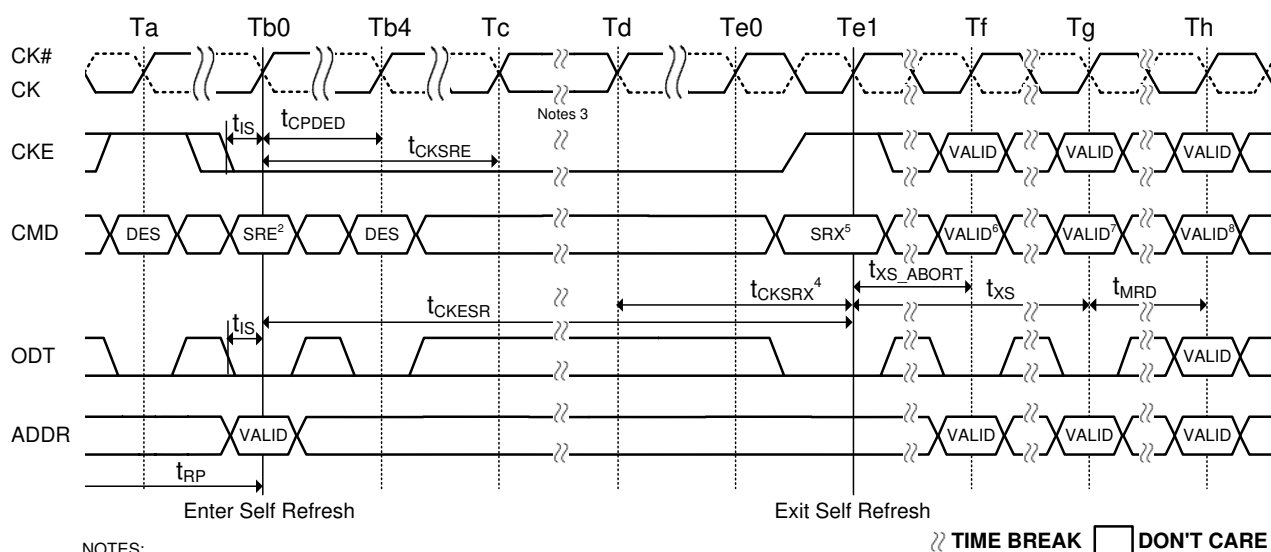 Ta Tb0 Tb4 Tc Td Te0 Te1 Tf Tg Th
CK#
CK
Notes 3
tIS tCPDED
CKE VALID VALID VALID
tCKSRE
CMD DES SRE2 DES SRX5 VALID6 VALID7 VALID8
tXS_ABORT
tCKSRX4 tXS tMRD
tCKESR
tIS
ODT VALID
ADDR VALID VALID VALID VALID
tRP
Enter Self Refresh Exit Self Refresh
TIME BREAK DON'T CARE
NOTES: